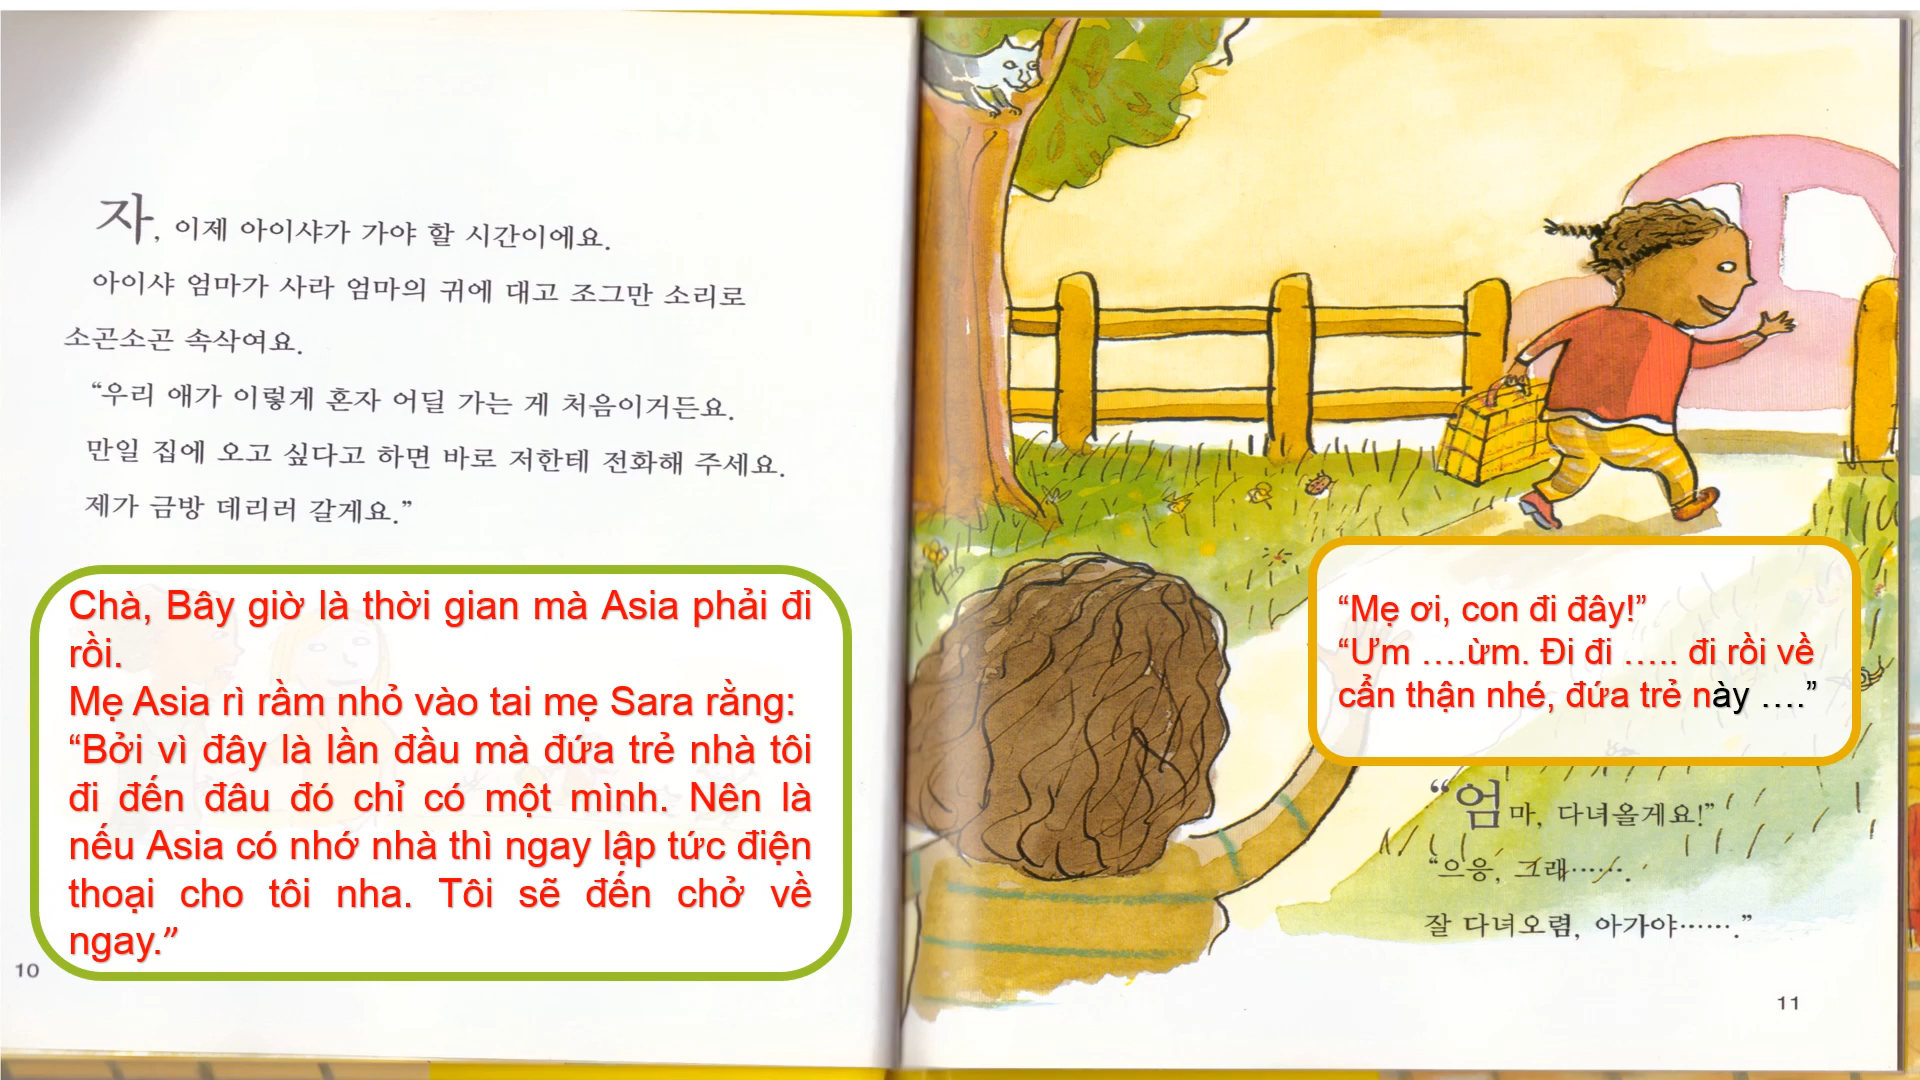 자, 이제 아이샤가 가야 할 시간이에요.
아이샤 엄마가 사라 엄마의 귀에 대고 조그만 소리로
소곤소곤 속삭여요.
“우리 애가 이렇게 혼자 어딜 가는 게 처음이거든요.
만일 집에 오고 싶다고 하면 바로 저한테 전화해 주세요.
제가 금방 데리러 갈게요.”
Chà, Bây giờ là thời gian mà Asia phải đi
rồi.
Mẹ Asia rì rầm nhỏ vào tai mẹ Sara rằng:
“Bởi vì đây là lần đầu mà đứa trẻ nhà tôi
đi đến đâu đó chỉ có một mình. Nên là
nếu Asia có nhớ nhà thì ngay lập tức điện
thoại cho tôi nha. Tôi sẽ đến chở về
ngay.”
10
“Mẹ ơi, con đi đây!”
“Ưm ….ừm. Đi đi ….. đi rồi về
cẩn thận nhé, đứa trẻ này ….”
“엄마, 다녀올게요!”
“으응, 그래…….
잘 다녀오렴, 아가야…….”
11